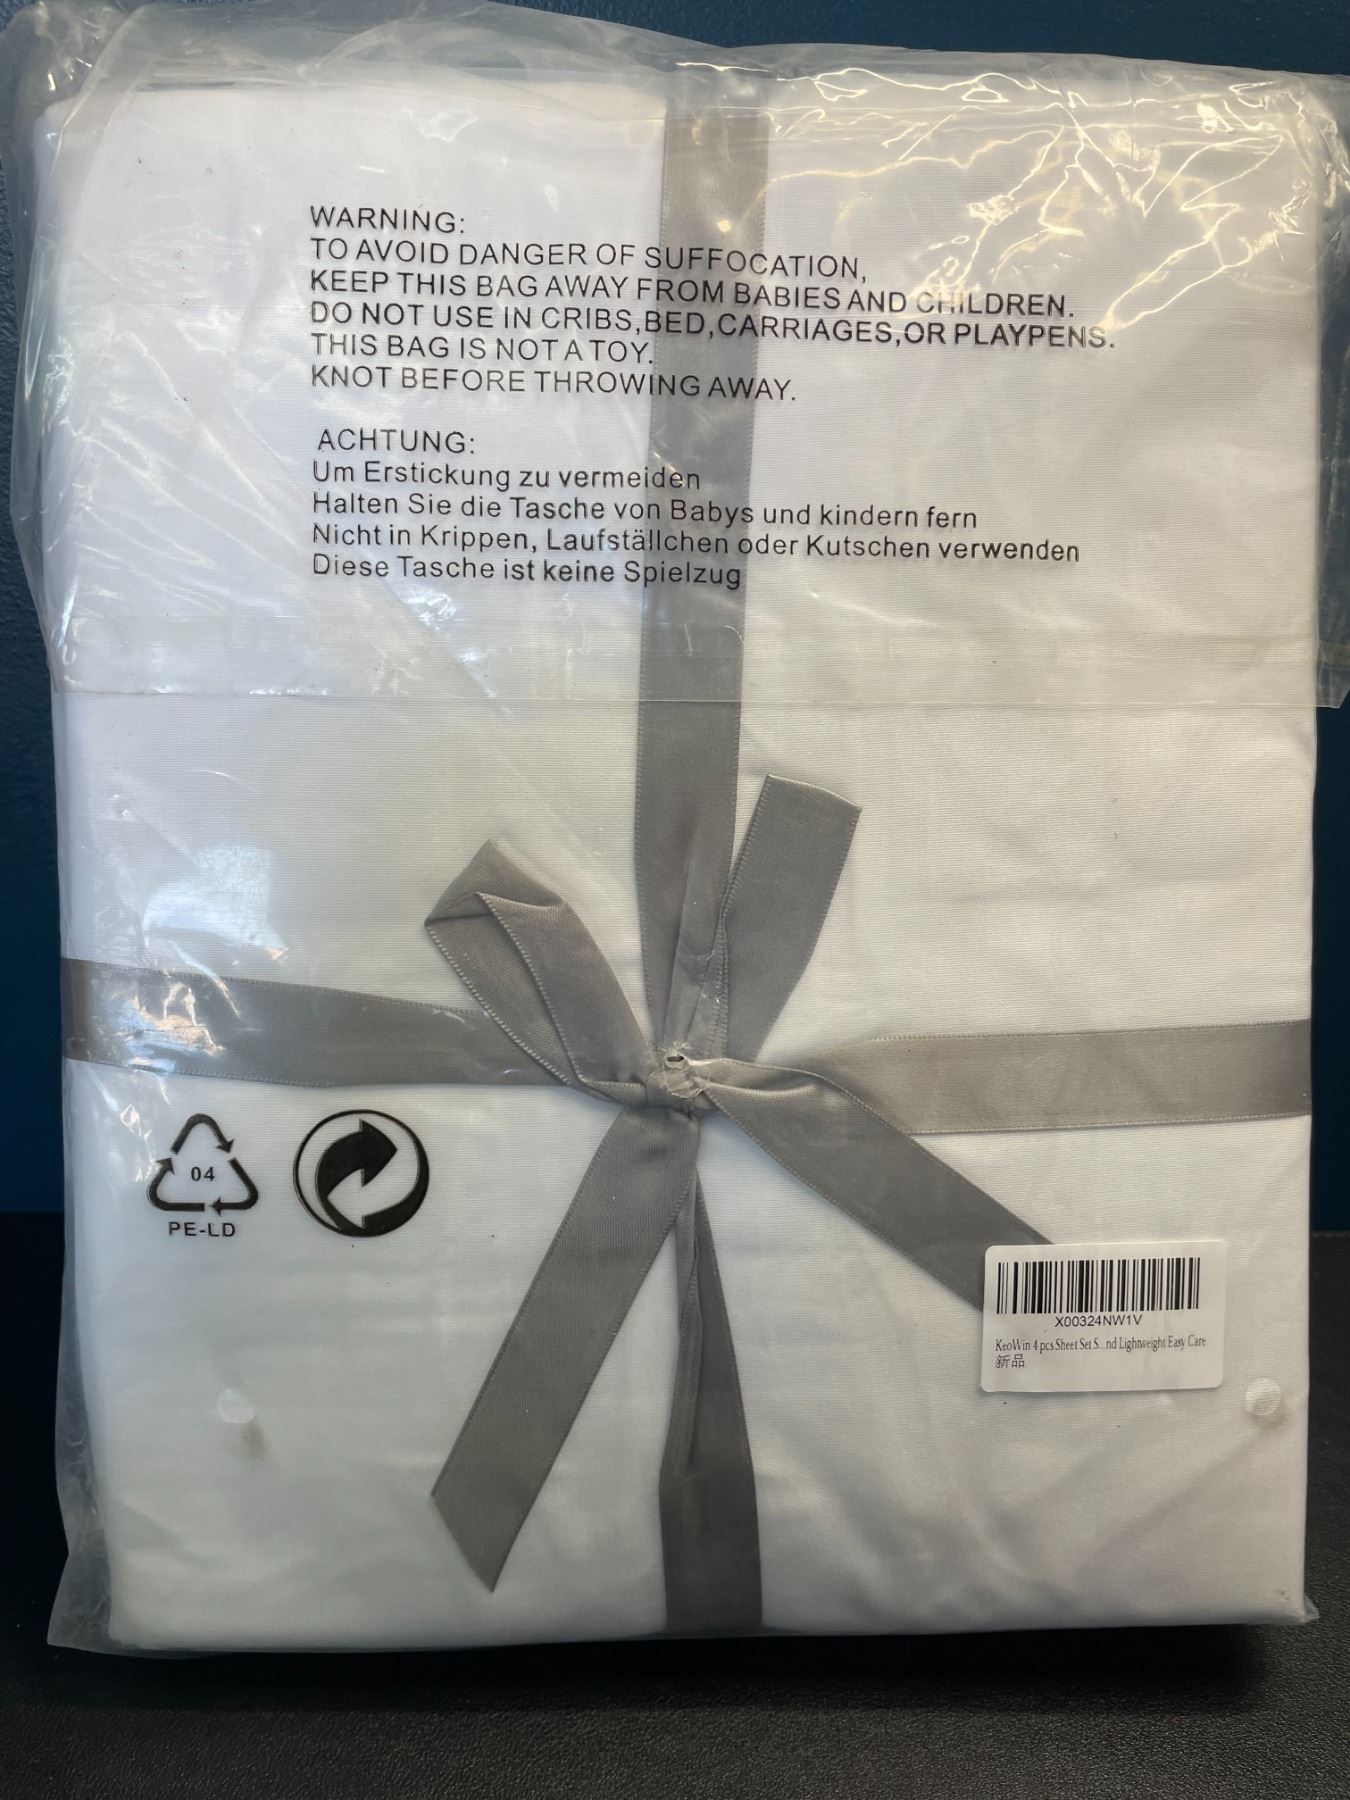 WARNING:
TO AVOID DANGER OF SUFFOCATION,
KEEP THIS BAG AWAY FROM BABIES AND CHILDREN.
DO NOT USE IN CRIBS,BED,CARRIAGES,OR PLAYPENS.
THIS BAG IS NOT A TOY.
KNOT BEFORE THROWING AWAY.
ACHTUNG:
Um Erstickung zu vermeiden
Halten Sie die Tasche von Babys und kindern fern
Nicht in Krippen, Laufställchen oder Kutschen verwenden
Diese Tasche ist keine Spielzug
04
PE-LD
X00324NW1V
KeoWin 4 pcs Sheet Set S...nd Lightweight Easy Care
新品